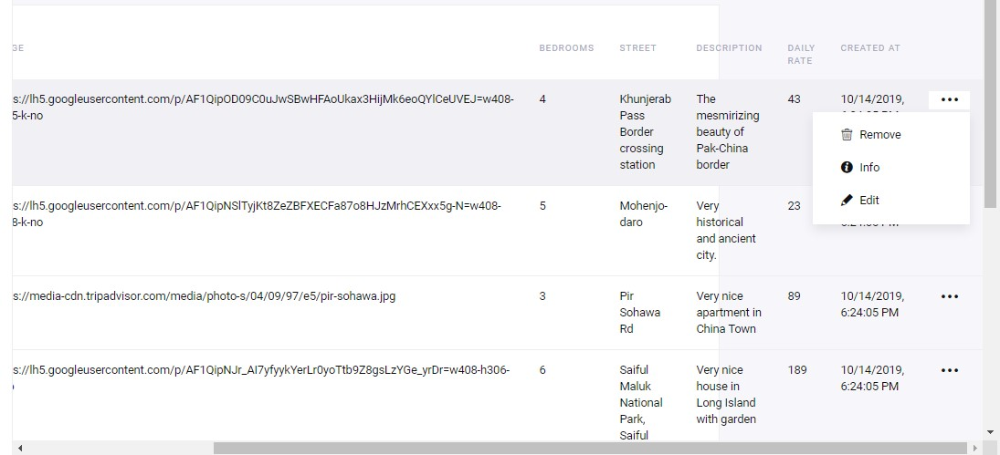 GE BEDROOMS STREET DESCRIPTION DAILY RATE CREATED AT
s://lh5.googleusercontent.com/p/AF1QipOD09C0uJwSBwHFAoUkax3HijMk6eoQYlCeUVEJ=w408-
5-k-no
4
Khunjerab
Pass
Border
crossing
station
The
mesmirizing
beauty of
Pak-China
border
43
10/14/2019,
•••
Remove
Info
Edit
s://lh5.googleusercontent.com/p/AF1QipNSlTyjKt8ZeZBFXECFa87o8HJzMrhCEXxx5g-N=w408-
8-k-no
5
Mohenjo-
daro
Very
historical
and ancient
city.
23
s://media-cdn.tripadvisor.com/media/photo-s/04/09/97/e5/pir-sohawa.jpg
3
Pir
Sohawa
Rd
Very nice
apartment in
China Town
89
10/14/2019,
6:24:05 PM
•••
s://lh5.googleusercontent.com/p/AF1QipNJr_AI7yfyykYerLr0yoTtb9Z8gsLzYGe_yrDr=w408-h306-
6
Saiful
Maluk
National
Park,
Saiful
Very nice
house in
Long Island
with garden
189
10/14/2019,
6:24:05 PM
•••